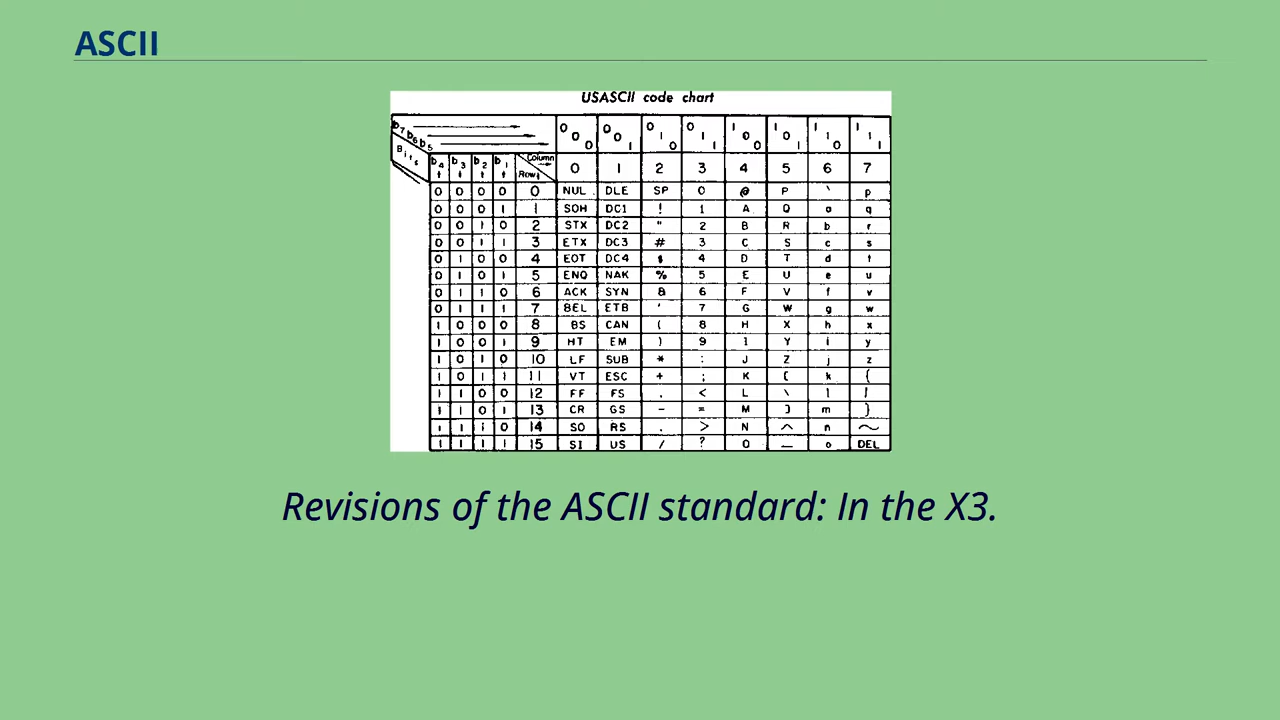 ASCII
USASCII code chart
b7 b6 b5 0 0 0 0 0 1 0 1 0 0 1 1 1 0 0 1 0 1 1 1 0 1 1 1
Bits b4 b3 b2 b1 Column Row 0 1 2 3 4 5 6 7
0 0 0 0 0 NUL DLE SP 0 @ P ` p
0 0 0 1 1 SOH DC1 ! 1 A Q a q
0 0 1 0 2 STX DC2 " 2 B R b r
0 0 1 1 3 ETX DC3 # 3 C S c s
0 1 0 0 4 EOT DC4 $ 4 D T d t
0 1 0 1 5 ENQ NAK % 5 E U e u
0 1 1 0 6 ACK SYN & 6 F V f v
0 1 1 1 7 BEL ETB ' 7 G W g w
1 0 0 0 8 BS CAN ( 8 H X h x
1 0 0 1 9 HT EM ) 9 I Y i y
1 0 1 0 10 LF SUB * : J Z j z
1 0 1 1 11 VT ESC + ; K [ k {
1 1 0 0 12 FF FS , < L \ l |
1 1 0 1 13 CR GS - = M ] m }
1 1 1 0 14 SO RS . > N ^ n ~
1 1 1 1 15 SI US / ? O _ o DEL
Revisions of the ASCII standard: In the X3.